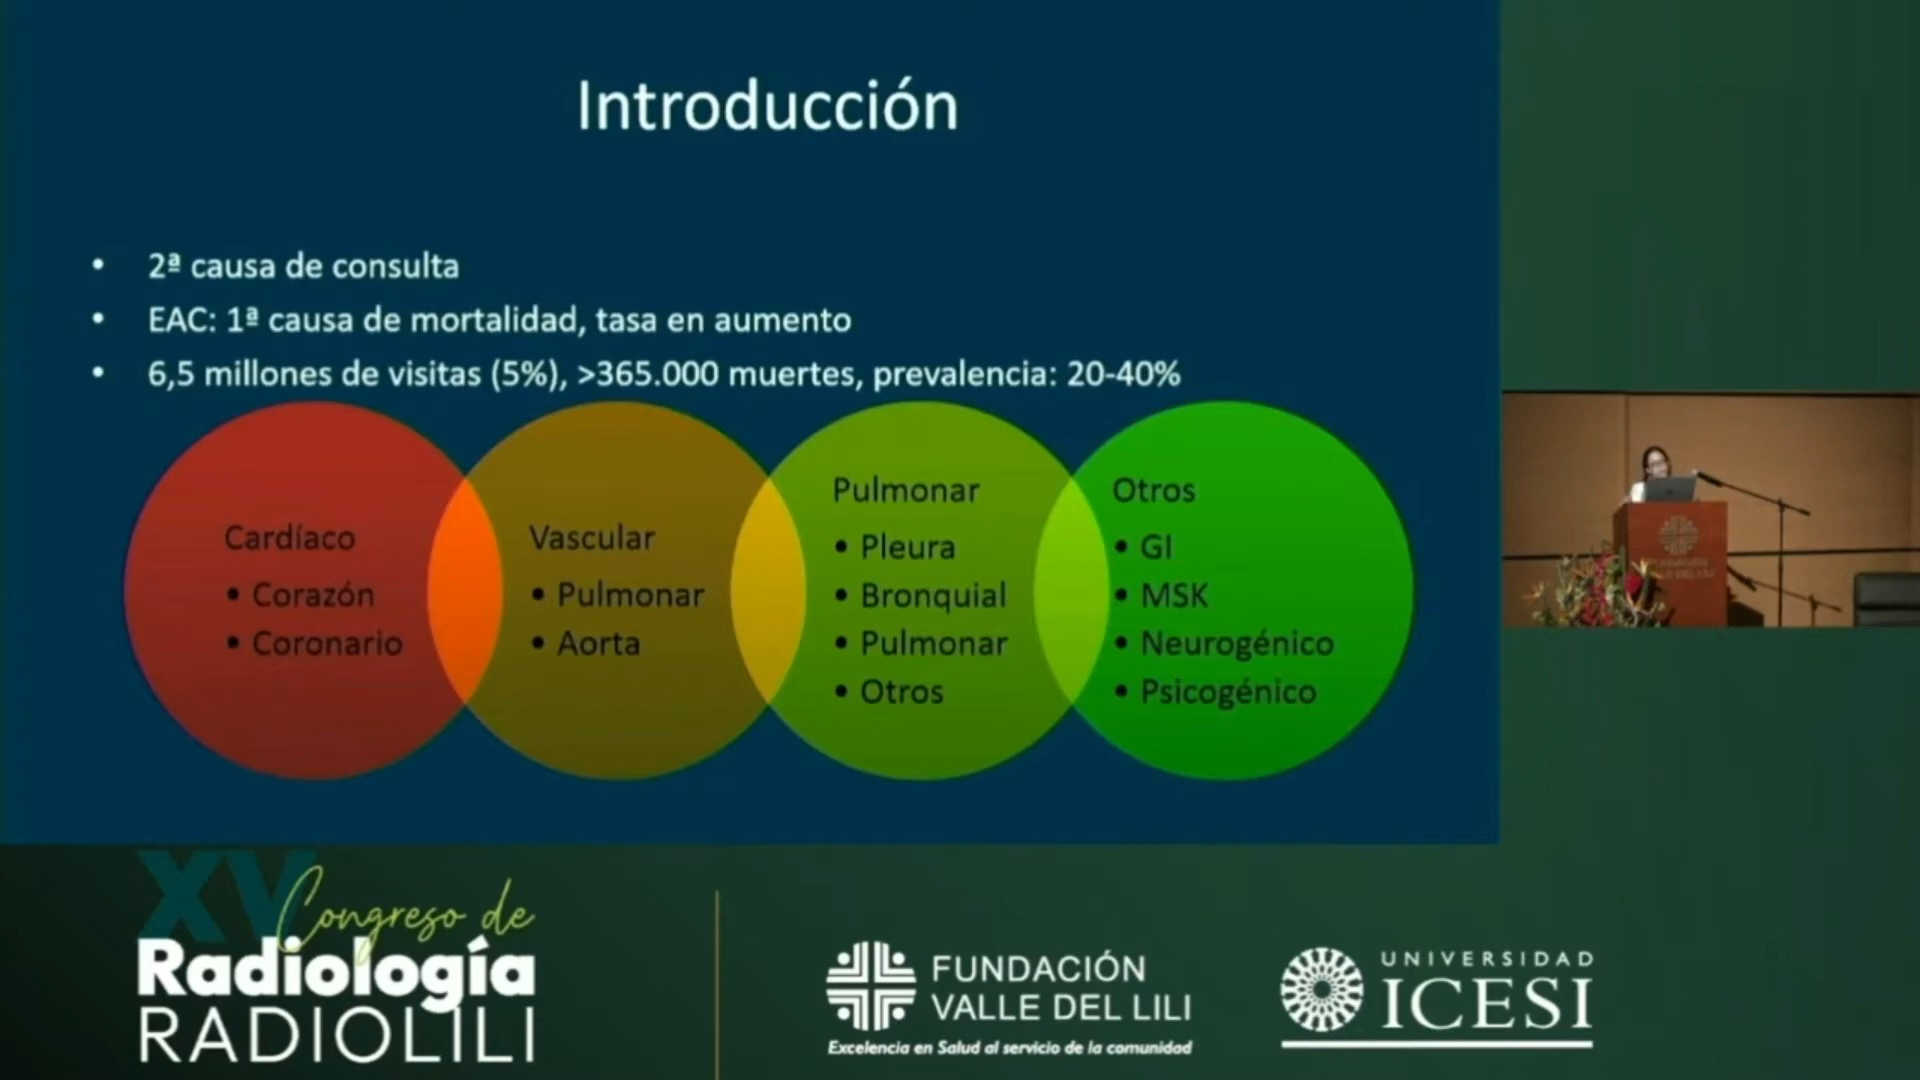 Introducción
• 2ª causa de consulta
• EAC: 1ª causa de mortalidad, tasa en aumento
• 6,5 millones de visitas (5%), >365.000 muertes, prevalencia: 20-40%
Cardíaco
• Corazón
• Coronario
Vascular
• Pulmonar
• Aorta
Pulmonar
• Pleura
• Bronquial
• Pulmonar
• Otros
Otros
• GI
• MSK
• Neurogénico
• Psicogénico
XV Congreso de
Radiología
RADIOLILI
FUNDACIÓN
VALLE DEL LILI
Excelencia en Salud al servicio de la comunidad
UNIVERSIDAD
ICESI